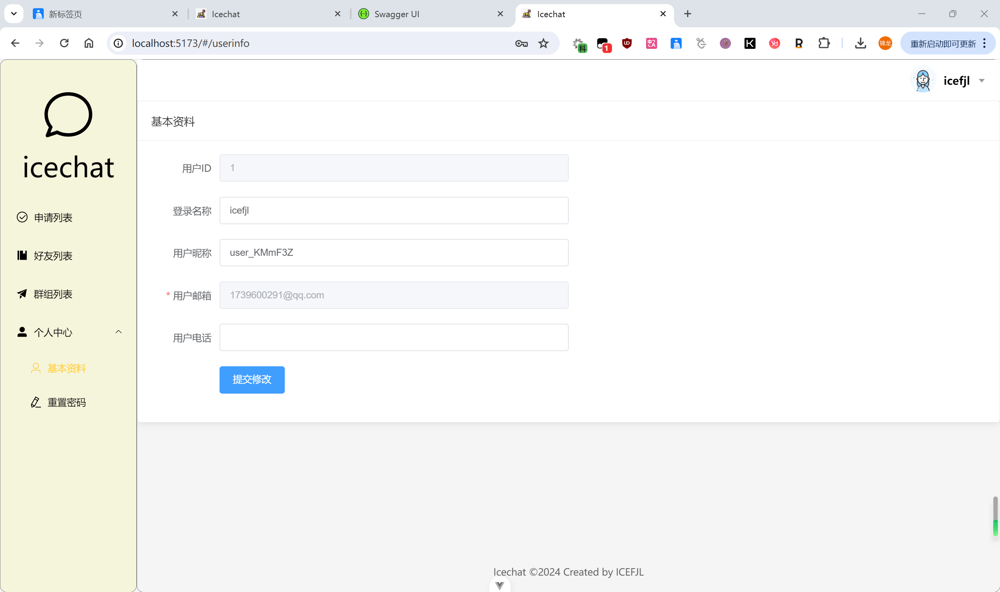 新标签页
Icechat
Swagger UI
Icechat
localhost:5173/#/userinfo
科
1
中A
K
Yd
R
锦龙
重新启动即可更新
icefjl
icechat
申请列表
好友列表
群组列表
个人中心
基本资料
重置密码
基本资料
用户ID 1
登录名称 icefjl
用户昵称 user_KMmF3Z
* 用户邮箱 1739600291@qq.com
用户电话
提交修改
Icechat ©2024 Created by ICEFJL